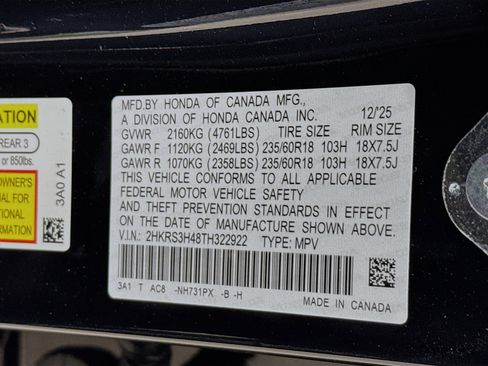 ATION
REAR 3
or 850lbs.
OWNER'S
AL FOR
TIONAL
ORMATION
3A0 A1
MFD.BY HONDA OF CANADA MFG.,
A DIVISION OF HONDA CANADA INC. 12/25
GVWR 2160KG (4761LBS) TIRE SIZE RIM SIZE
GAWR F 1120KG (2469LBS) 235/60R18 103H 18X7.5J
GAWR R 1070KG (2358LBS) 235/60R18 103H 18X7.5J
THIS VEHICLE CONFORMS TO ALL APPLICABLE
FEDERAL MOTOR VEHICLE SAFETY
AND THEFT PREVENTION STANDARDS IN EFFECT
ON THE DATE OF MANUFACTURE SHOWN ABOVE.
V.I.N.: 2HKRS3H48TH322922 TYPE: MPV
3A1 T AC8 -NH731PX -B -H
MADE IN CANADA